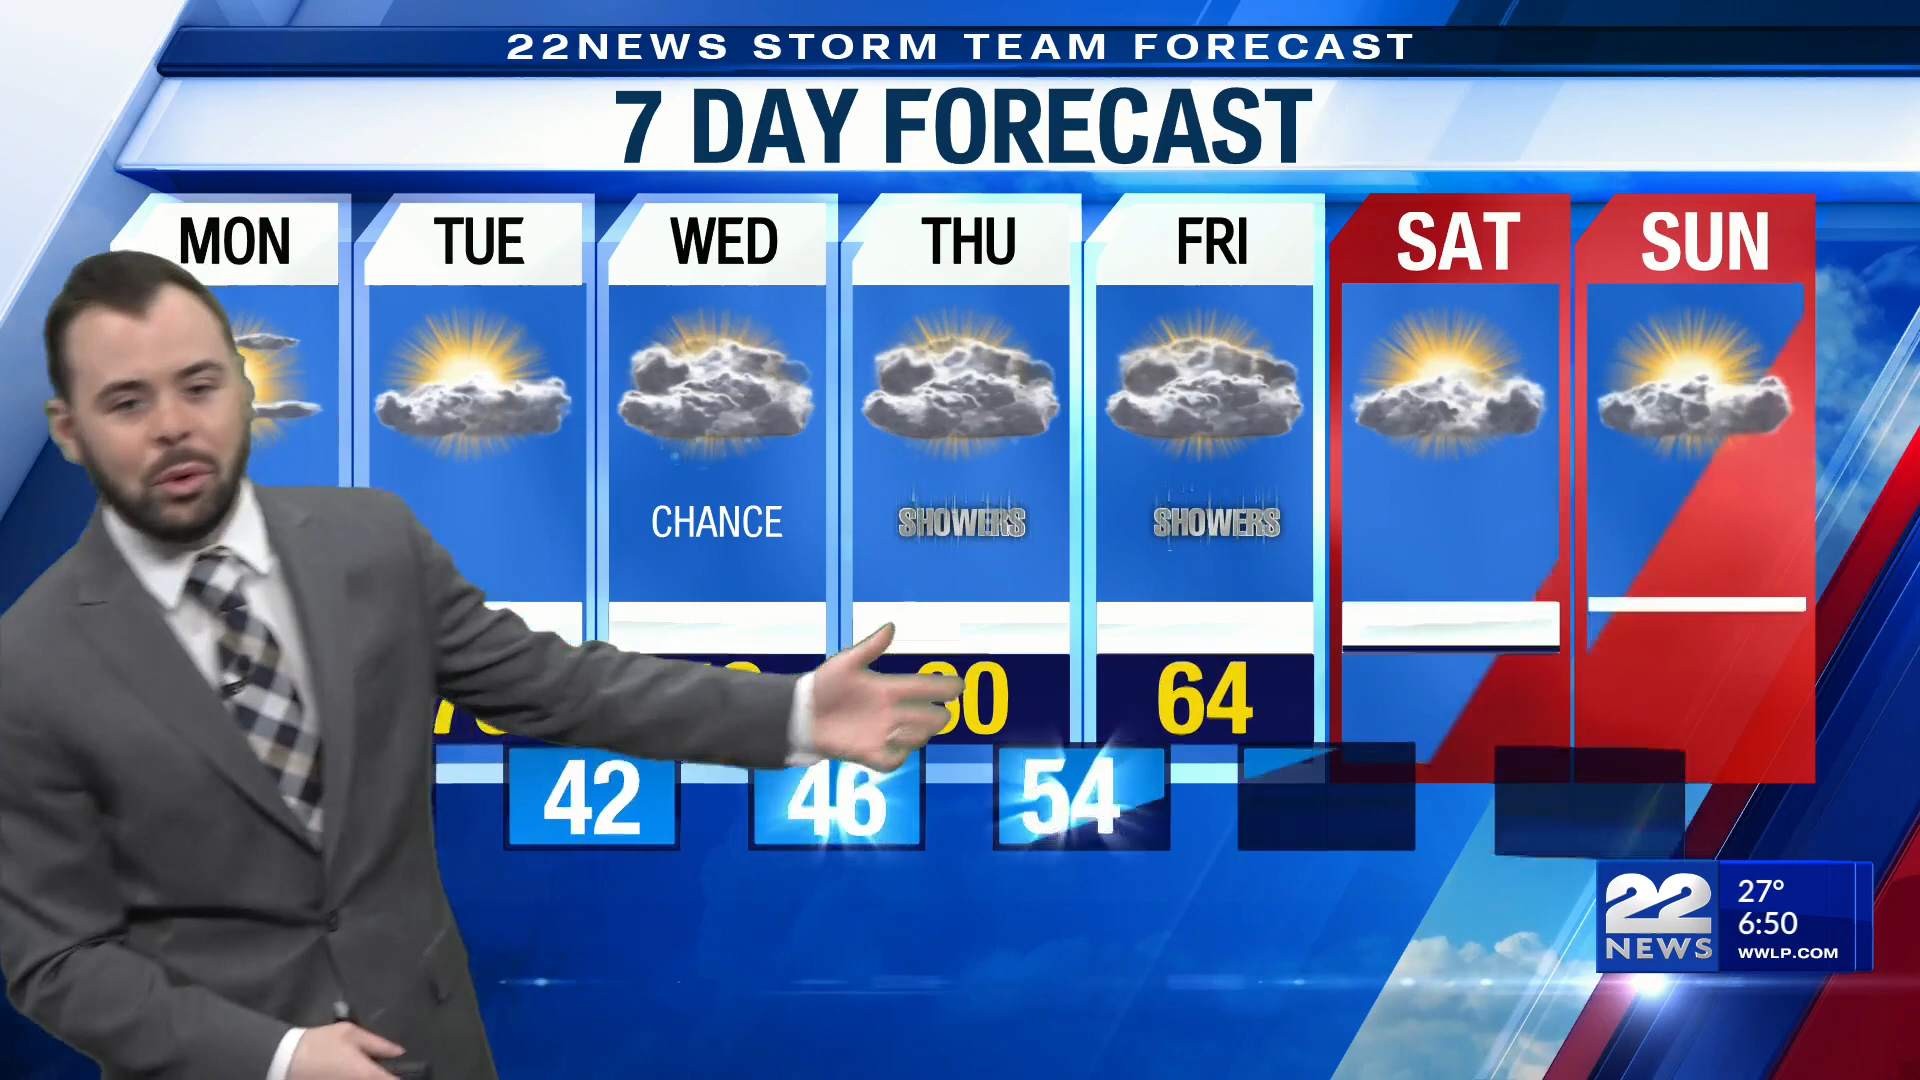 22NEWS STORM TEAM FORECAST
7 DAY FORECAST
MON TUE WED THU FRI SAT SUN
CHANCE SHOWERS SHOWERS
64
42 46 54
22 NEWS
27°
6:50
WWLP.COM